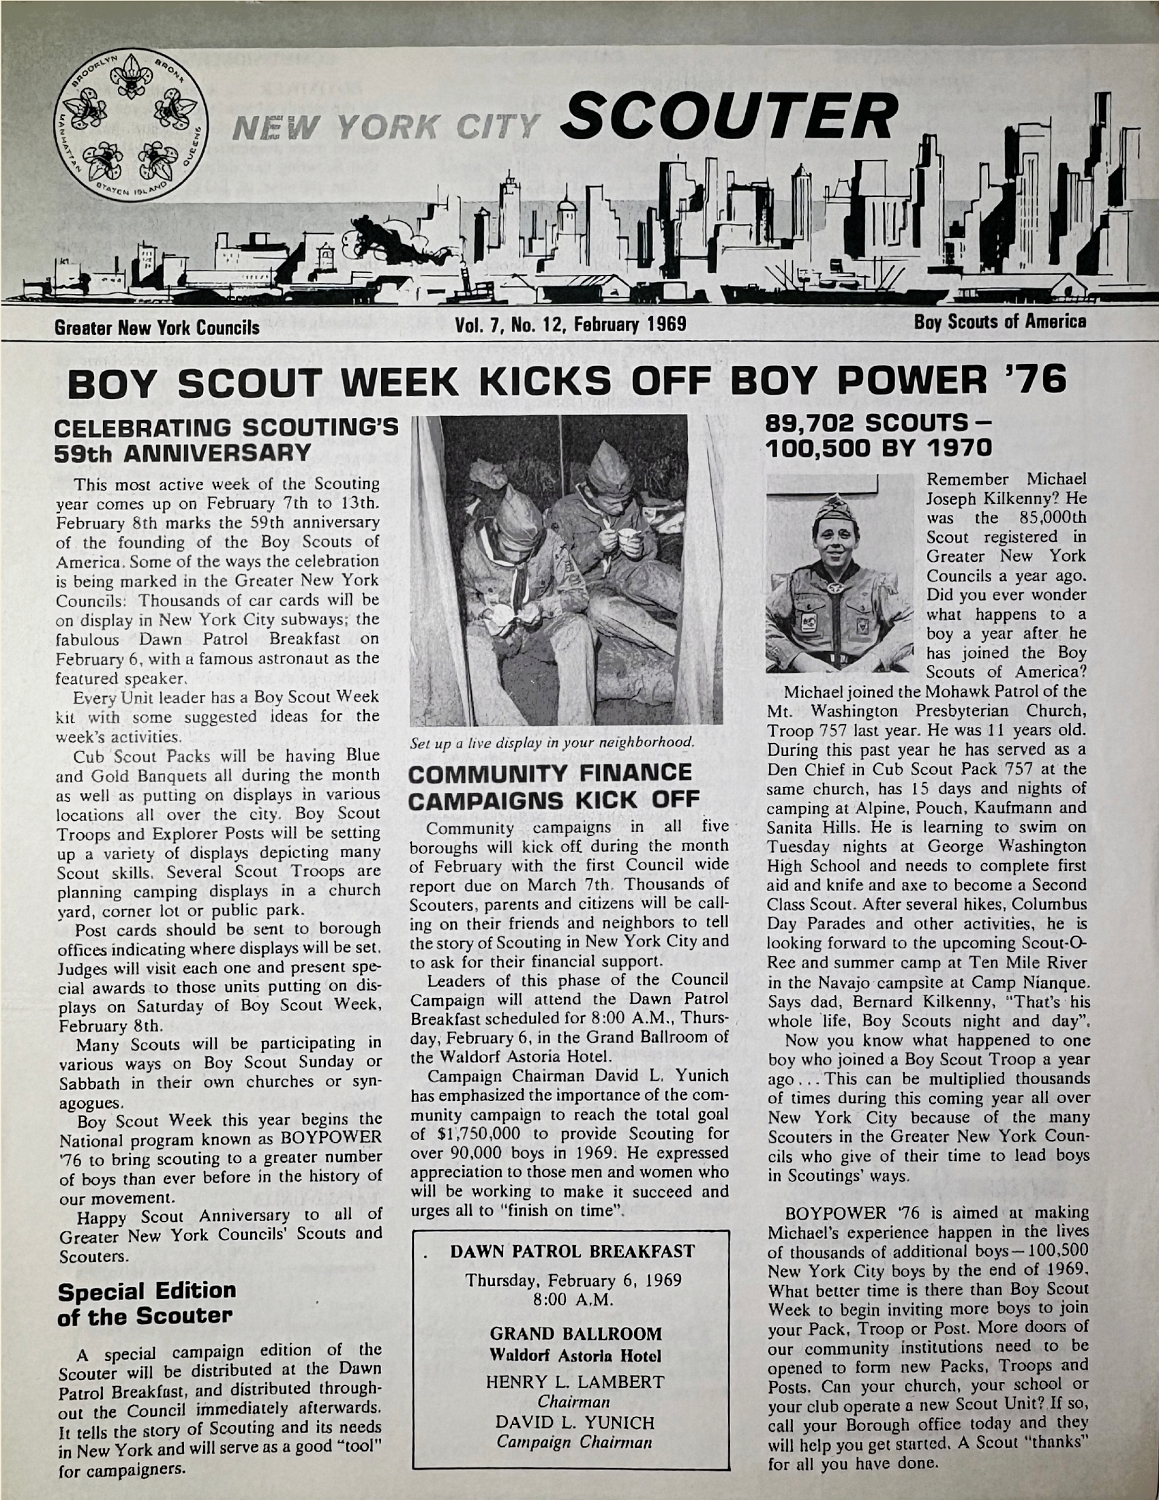 BROOKLYN
BRONX
MANHATTAN
QUEENS
STATEN ISLAND
NEW YORK CITY SCOUTER
Greater New York Councils
Vol. 7, No. 12, February 1969
Boy Scouts of America
BOY SCOUT WEEK KICKS OFF BOY POWER '76
CELEBRATING SCOUTING'S
59th ANNIVERSARY
This most active week of the Scouting
year comes up on February 7th to 13th.
February 8th marks the 59th anniversary
of the founding of the Boy Scouts of
America. Some of the ways the celebration
is being marked in the Greater New York
Councils: Thousands of car cards will be
on display in New York City subways; the
fabulous Dawn Patrol Breakfast on
February 6, with a famous astronaut as the
featured speaker.
Every Unit leader has a Boy Scout Week
kit with some suggested ideas for the
week's activities.
Cub Scout Packs will be having Blue
and Gold Banquets all during the month
as well as putting on displays in various
locations all over the city. Boy Scout
Troops and Explorer Posts will be setting
up a variety of displays depicting many
Scout skills. Several Scout Troops are
planning camping displays in a church
yard, corner lot or public park.
Post cards should be sent to borough
offices indicating where displays will be set.
Judges will visit each one and present spe-
cial awards to those units putting on dis-
plays on Saturday of Boy Scout Week,
February 8th.
Many Scouts will be participating in
various ways on Boy Scout Sunday or
Sabbath in their own churches or syn-
agogues.
Boy Scout Week this year begins the
National program known as BOYPOWER
'76 to bring scouting to a greater number
of boys than ever before in the history of
our movement.
Happy Scout Anniversary to all of
Greater New York Councils' Scouts and
Scouters.
Special Edition
of the Scouter
A special campaign edition of the
Scouter will be distributed at the Dawn
Patrol Breakfast, and distributed through-
out the Council immediately afterwards.
It tells the story of Scouting and its needs
in New York and will serve as a good "tool"
for campaigners.
Set up a live display in your neighborhood.
COMMUNITY FINANCE
CAMPAIGNS KICK OFF
Community campaigns in all five
boroughs will kick off during the month
of February with the first Council wide
report due on March 7th. Thousands of
Scouters, parents and citizens will be call-
ing on their friends and neighbors to tell
the story of Scouting in New York City and
to ask for their financial support.
Leaders of this phase of the Council
Campaign will attend the Dawn Patrol
Breakfast scheduled for 8:00 A.M., Thurs-
day, February 6, in the Grand Ballroom of
the Waldorf Astoria Hotel.
Campaign Chairman David L. Yunich
has emphasized the importance of the com-
munity campaign to reach the total goal
of $1,750,000 to provide Scouting for
over 90,000 boys in 1969. He expressed
appreciation to those men and women who
will be working to make it succeed and
urges all to "finish on time".
DAWN PATROL BREAKFAST
Thursday, February 6, 1969
8:00 A.M.
GRAND BALLROOM
Waldorf Astoria Hotel
HENRY L. LAMBERT
Chairman
DAVID L. YUNICH
Campaign Chairman
89,702 SCOUTS —
100,500 BY 1970
Remember Michael
Joseph Kilkenny? He
was the 85,000th
Scout registered in
Greater New York
Councils a year ago.
Did you ever wonder
what happens to a
boy a year after he
has joined the Boy
Scouts of America?
Michael joined the Mohawk Patrol of the
Mt. Washington Presbyterian Church,
Troop 757 last year. He was 11 years old.
During this past year he has served as a
Den Chief in Cub Scout Pack 757 at the
same church, has 15 days and nights of
camping at Alpine, Pouch, Kaufmann and
Sanita Hills. He is learning to swim on
Tuesday nights at George Washington
High School and needs to complete first
aid and knife and axe to become a Second
Class Scout. After several hikes, Columbus
Day Parades and other activities, he is
looking forward to the upcoming Scout-O-
Ree and summer camp at Ten Mile River
in the Navajo campsite at Camp Nianque.
Says dad, Bernard Kilkenny, "That's his
whole life, Boy Scouts night and day".
Now you know what happened to one
boy who joined a Boy Scout Troop a year
ago . . . This can be multiplied thousands
of times during this coming year all over
New York City because of the many
Scouters in the Greater New York Coun-
cils who give of their time to lead boys
in Scoutings' ways.
BOYPOWER '76 is aimed at making
Michael's experience happen in the lives
of thousands of additional boys — 100,500
New York City boys by the end of 1969.
What better time is there than Boy Scout
Week to begin inviting more boys to join
your Pack, Troop or Post. More doors of
our community institutions need to be
opened to form new Packs, Troops and
Posts. Can your church, your school or
your club operate a new Scout Unit? If so,
call your Borough office today and they
will help you get started. A Scout "thanks"
for all you have done.